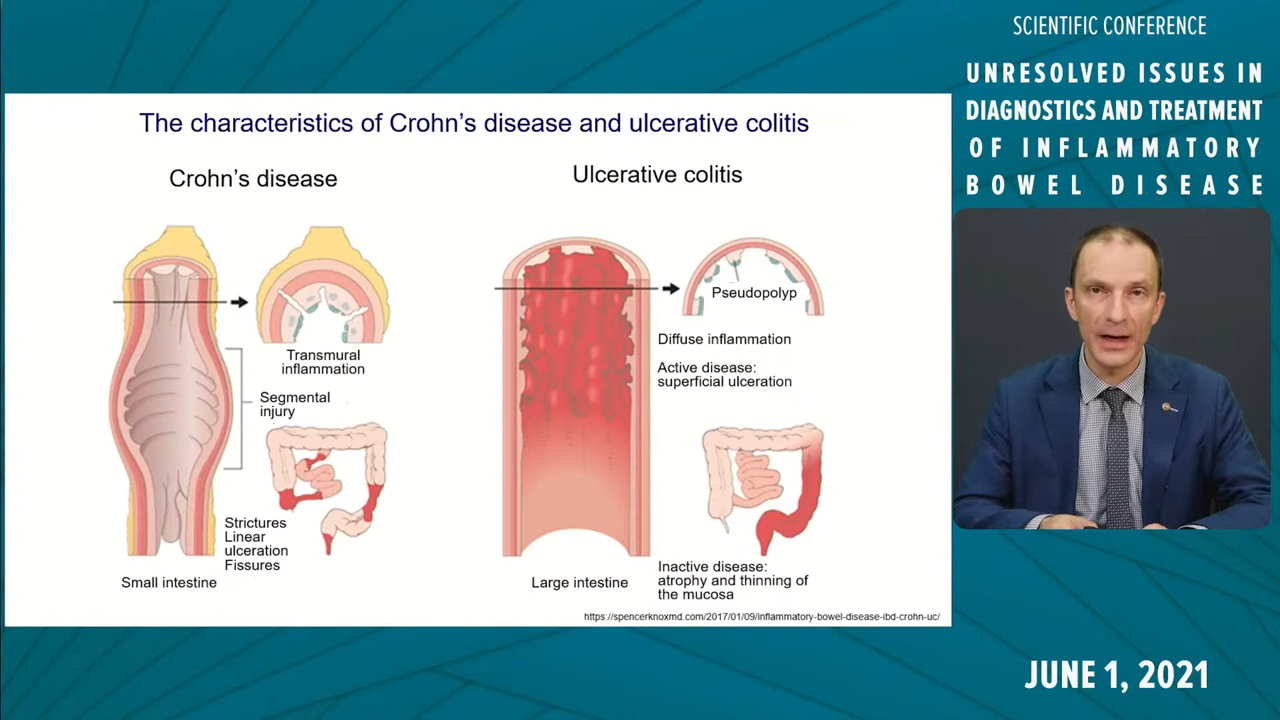 SCIENTIFIC CONFERENCE
UNRESOLVED ISSUES IN
DIAGNOSTICS AND TREATMENT
OF INFLAMMATORY
BOWEL DISEASE
The characteristics of Crohn's disease and ulcerative colitis
Crohn's disease
Transmural
inflammation
Segmental
injury
Strictures
Linear
ulceration
Fissures
Small intestine
Ulcerative colitis
Pseudopolyp
Diffuse inflammation
Active disease:
superficial ulceration
Large intestine
Inactive disease:
atrophy and thinning of
the mucosa
https://spencerknoxmd.com/2017/01/09/inflammatory-bowel-disease-ibd-crohn-uc/
JUNE 1, 2021